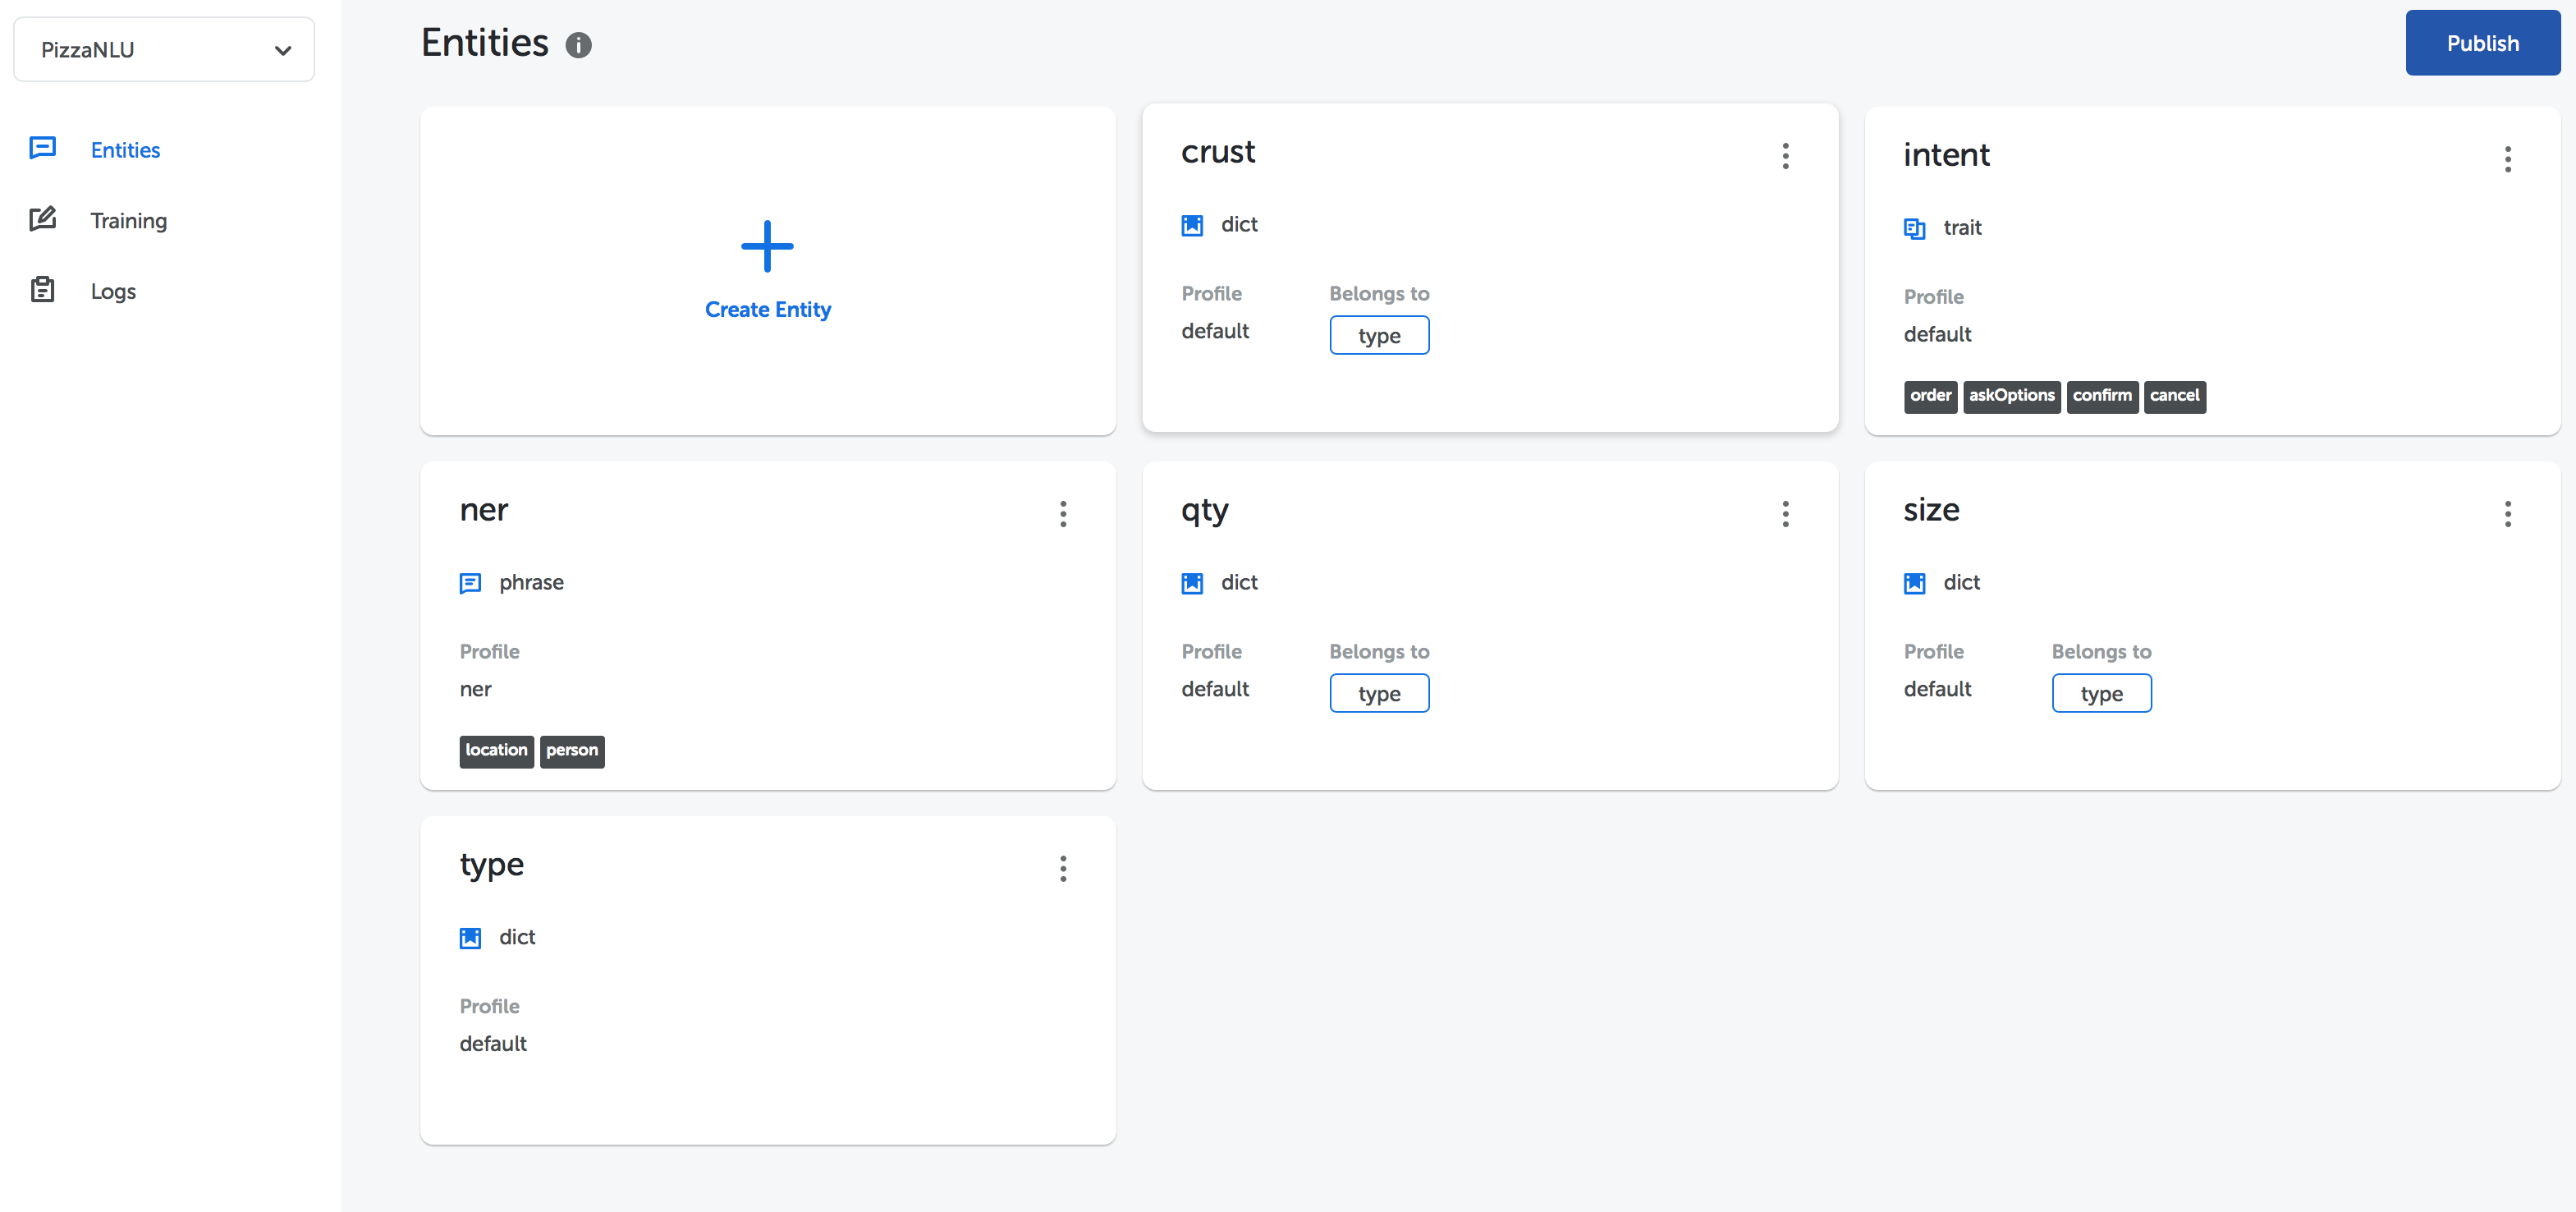 PizzaNLU
Entities
Training
Logs
Entities
Publish
Create Entity
crust
dict
Profile
Belongs to
default
type
intent
trait
Profile
default
order askOptions confirm cancel
ner
phrase
Profile
ner
location person
qty
dict
Profile
Belongs to
default
type
size
dict
Profile
Belongs to
default
type
type
dict
Profile
default